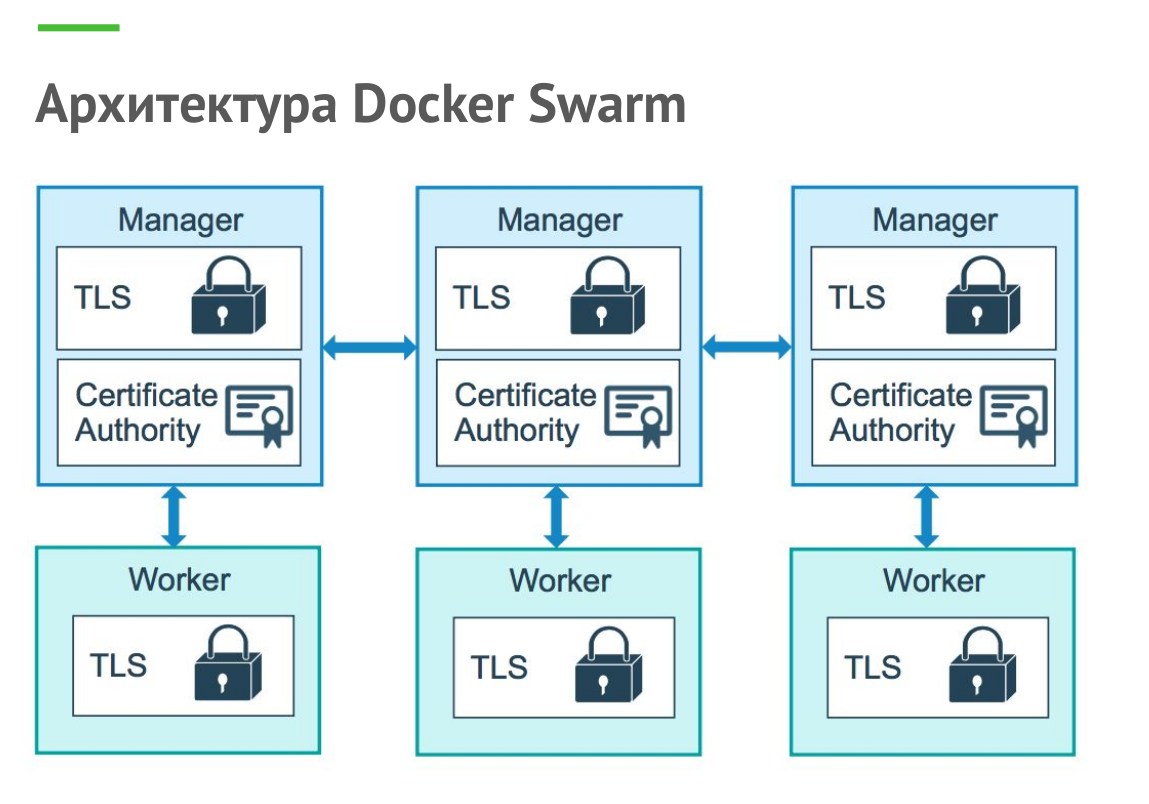 Архитектура Docker Swarm
Manager
TLS
Certificate
Authority
Manager
TLS
Certificate
Authority
Manager
TLS
Certificate
Authority
Worker
TLS
Worker
TLS
Worker
TLS